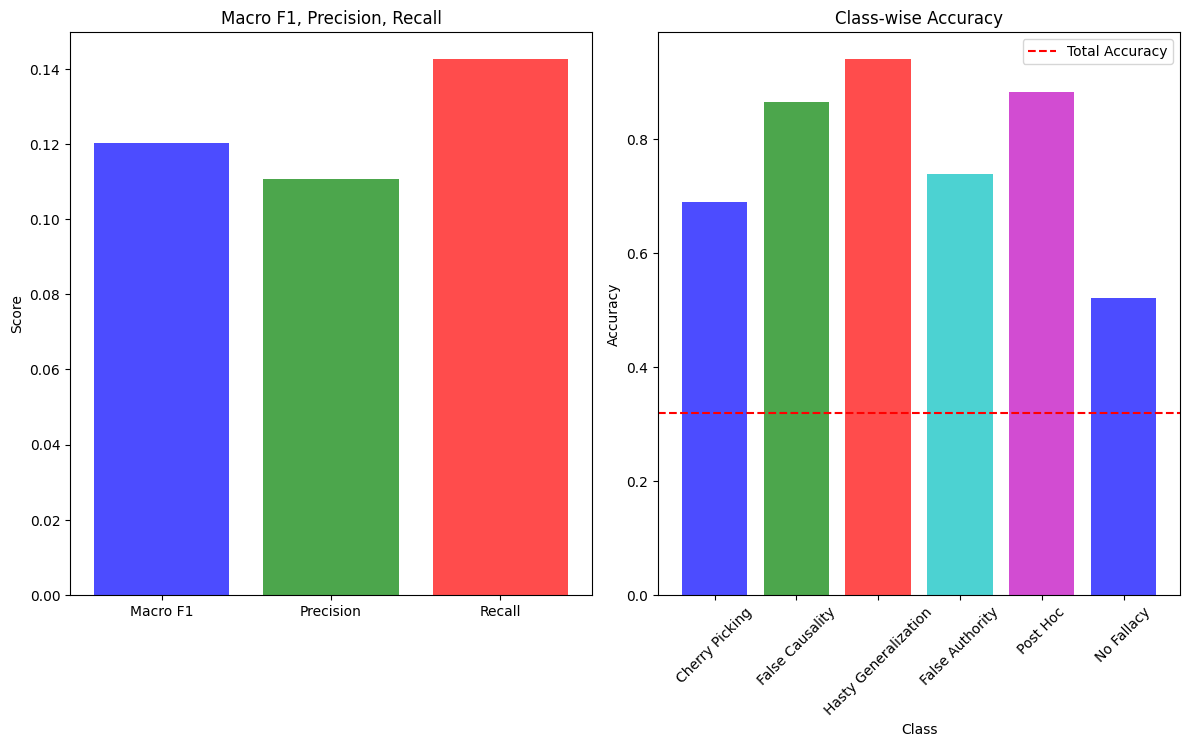 Macro F1, Precision, Recall
Score
0.14
0.12
0.10
0.08
0.06
0.04
0.02
0.00
Macro F1
Precision
Recall
Class-wise Accuracy
Total Accuracy
Accuracy
0.8
0.6
0.4
0.2
0.0
Cherry Picking
False Causality
Hasty Generalization
False Authority
Post Hoc
No Fallacy
Class